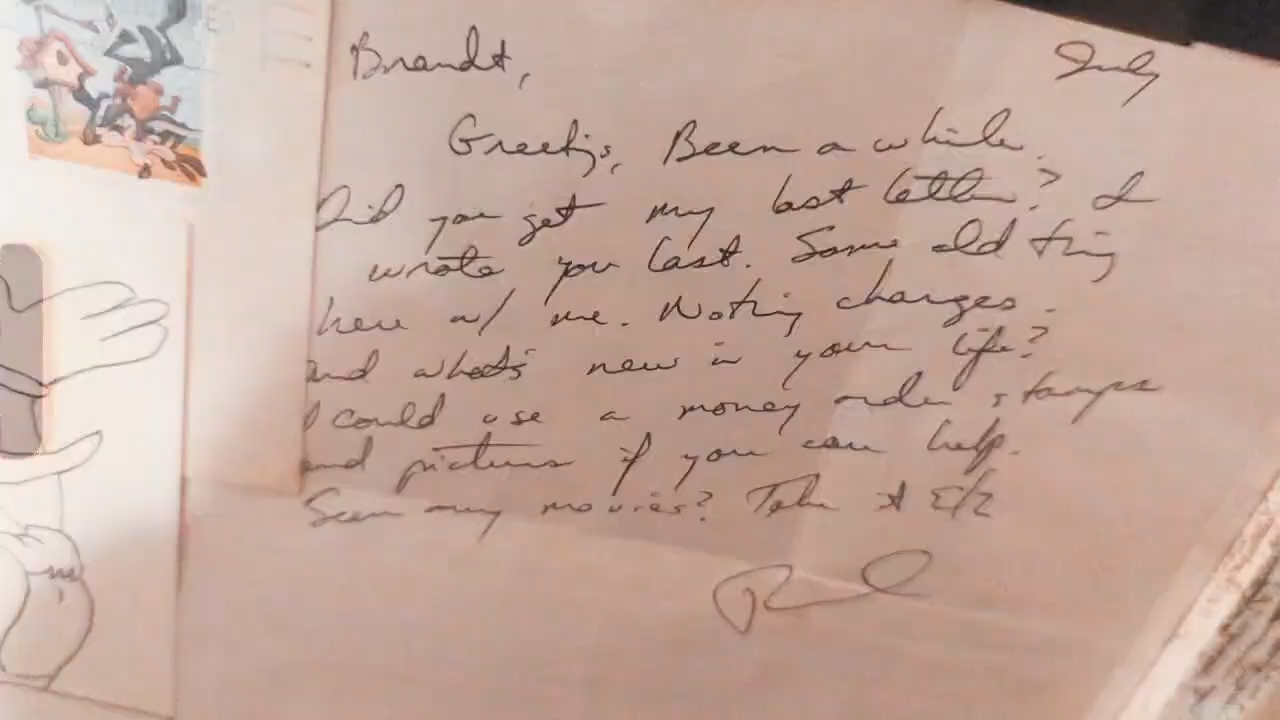 July
Brandt,
Greetings, Been a while.
Did you get my last letter? I
wrote you last. Same old thing
here w/ me. Nothing changes.
and what's new in your life?
I could use a money order, stamps
and pictures if you can help.
Seen any movies? Take it E/Z